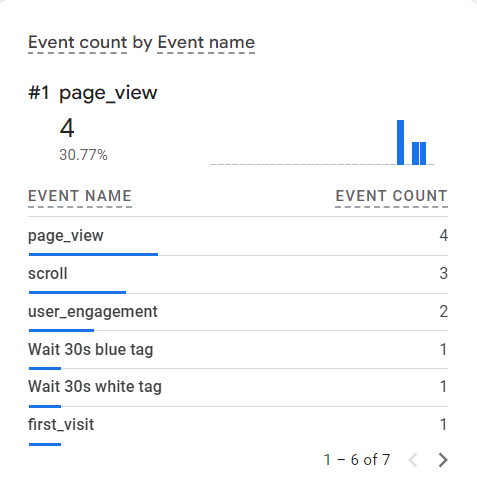 Event count by Event name
#1 page_view
4
30.77%
EVENT NAME EVENT COUNT
page_view 4
scroll 3
user_engagement 2
Wait 30s blue tag 1
Wait 30s white tag 1
first_visit 1
1 – 6 of 7